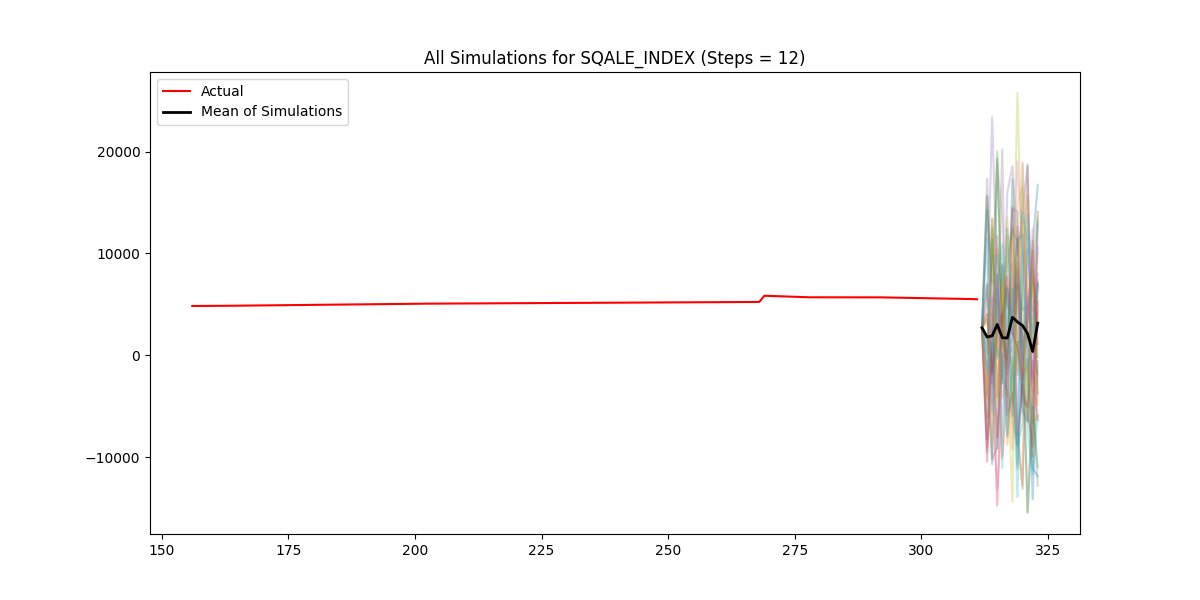 All Simulations for SQALE_INDEX (Steps = 12)
Actual
Mean of Simulations
20000
10000
0
−10000
150 175 200 225 250 275 300 325